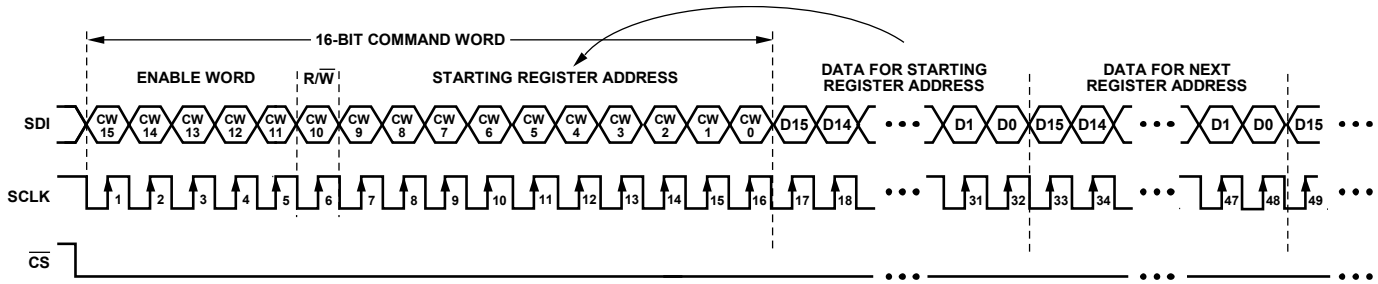 16-BIT COMMAND WORD
ENABLE WORD R/W̅ STARTING REGISTER ADDRESS DATA FOR STARTING REGISTER ADDRESS DATA FOR NEXT REGISTER ADDRESS
SDI CW 15 CW 14 CW 13 CW 12 CW 11 CW 10 CW 9 CW 8 CW 7 CW 6 CW 5 CW 4 CW 3 CW 2 CW 1 CW 0 D15 D14 ••• D1 D0 D15 D14 ••• D1 D0 D15 •••
SCLK 1 2 3 4 5 6 7 8 9 10 11 12 13 14 15 16 17 18 ••• 31 32 33 34 ••• 47 48 49 •••
C̅S̅ ••• ••• •••